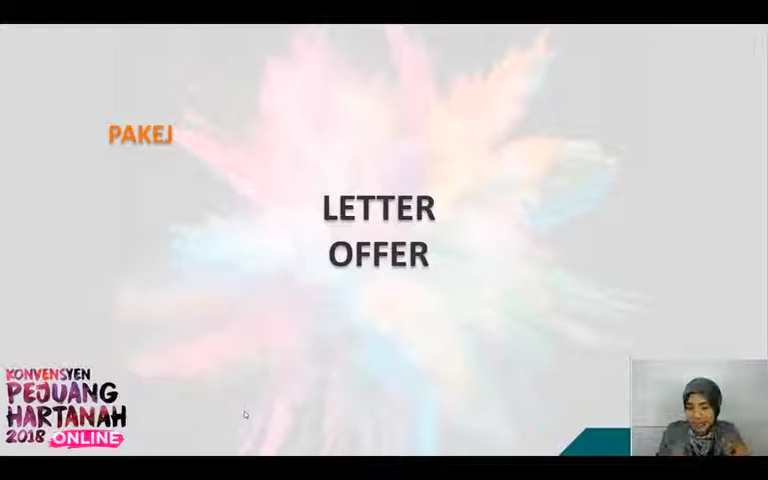 PAKEJ
LETTER
OFFER
KONVENSYEN
PEJUANG
HARTANAH
2018 ONLINE